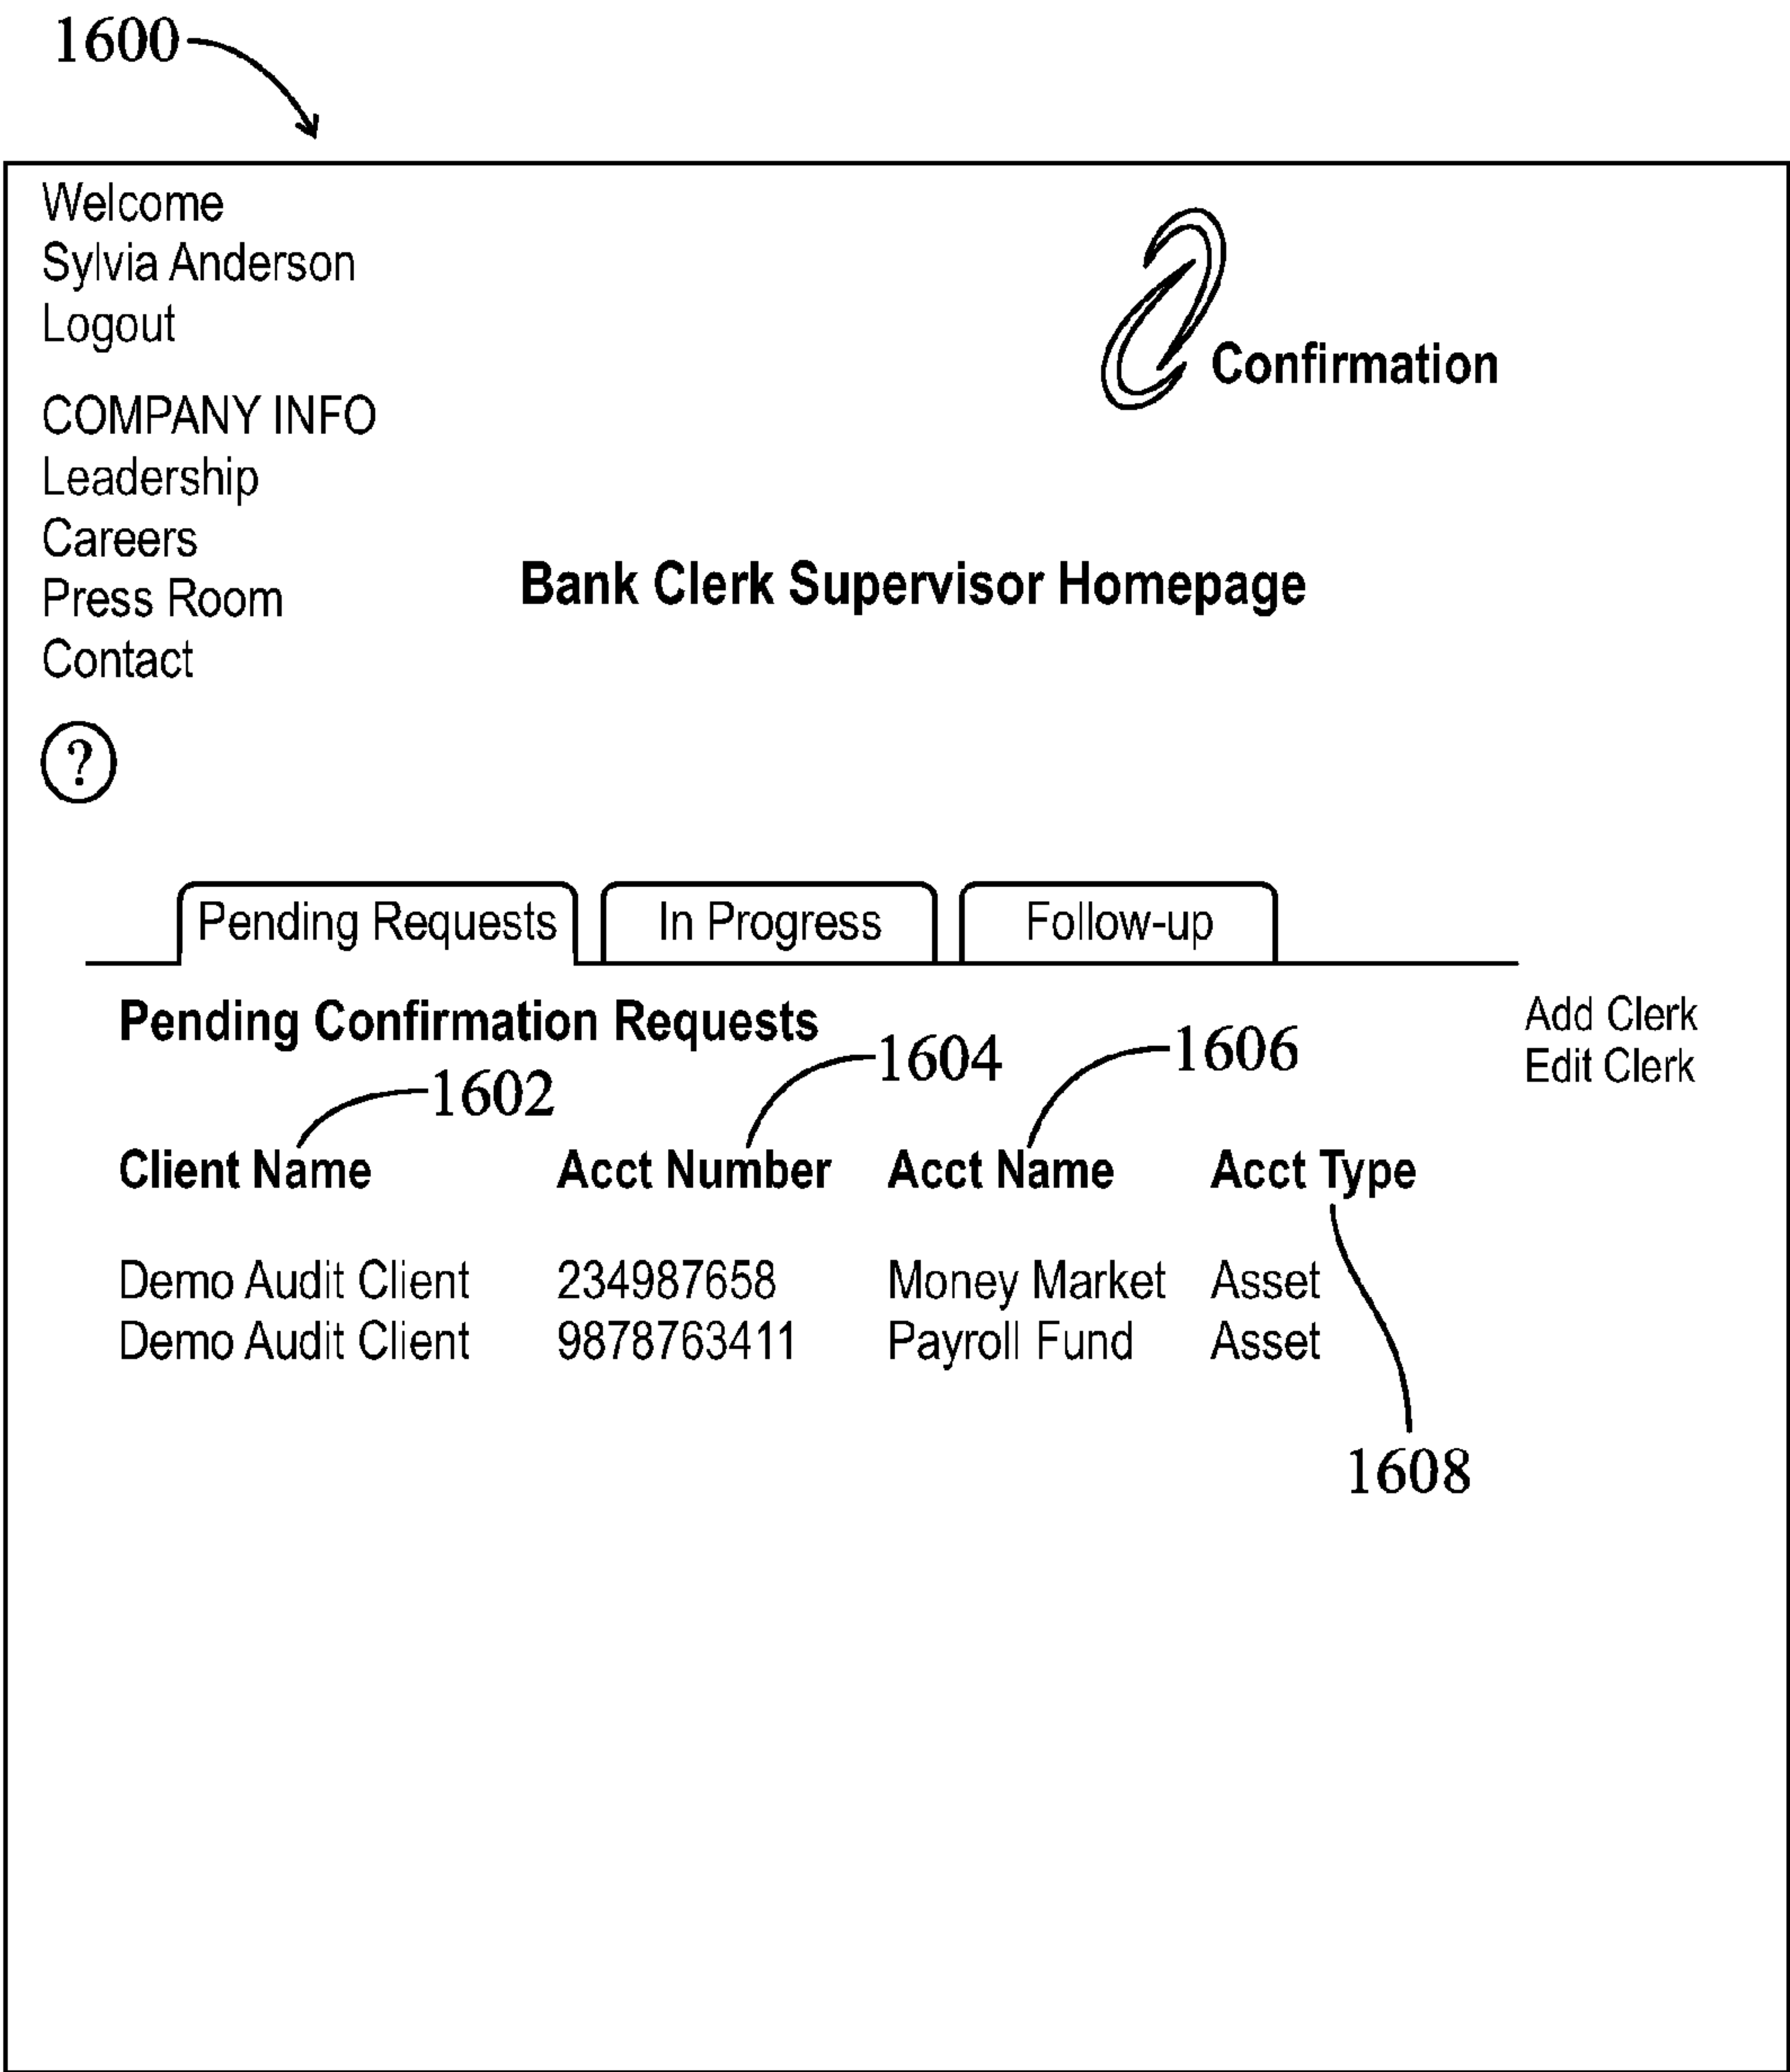 1600
Welcome
Sylvia Anderson
Logout
Confirmation
COMPANY INFO
Leadership
Careers
Press Room
Contact
Bank Clerk Supervisor Homepage
?
Pending Requests In Progress Follow-up
Pending Confirmation Requests
Add Clerk
Edit Clerk
1602 1604 1606
Client Name Acct Number Acct Name Acct Type
Demo Audit Client 234987658 Money Market Asset
Demo Audit Client 9878763411 Payroll Fund Asset
1608